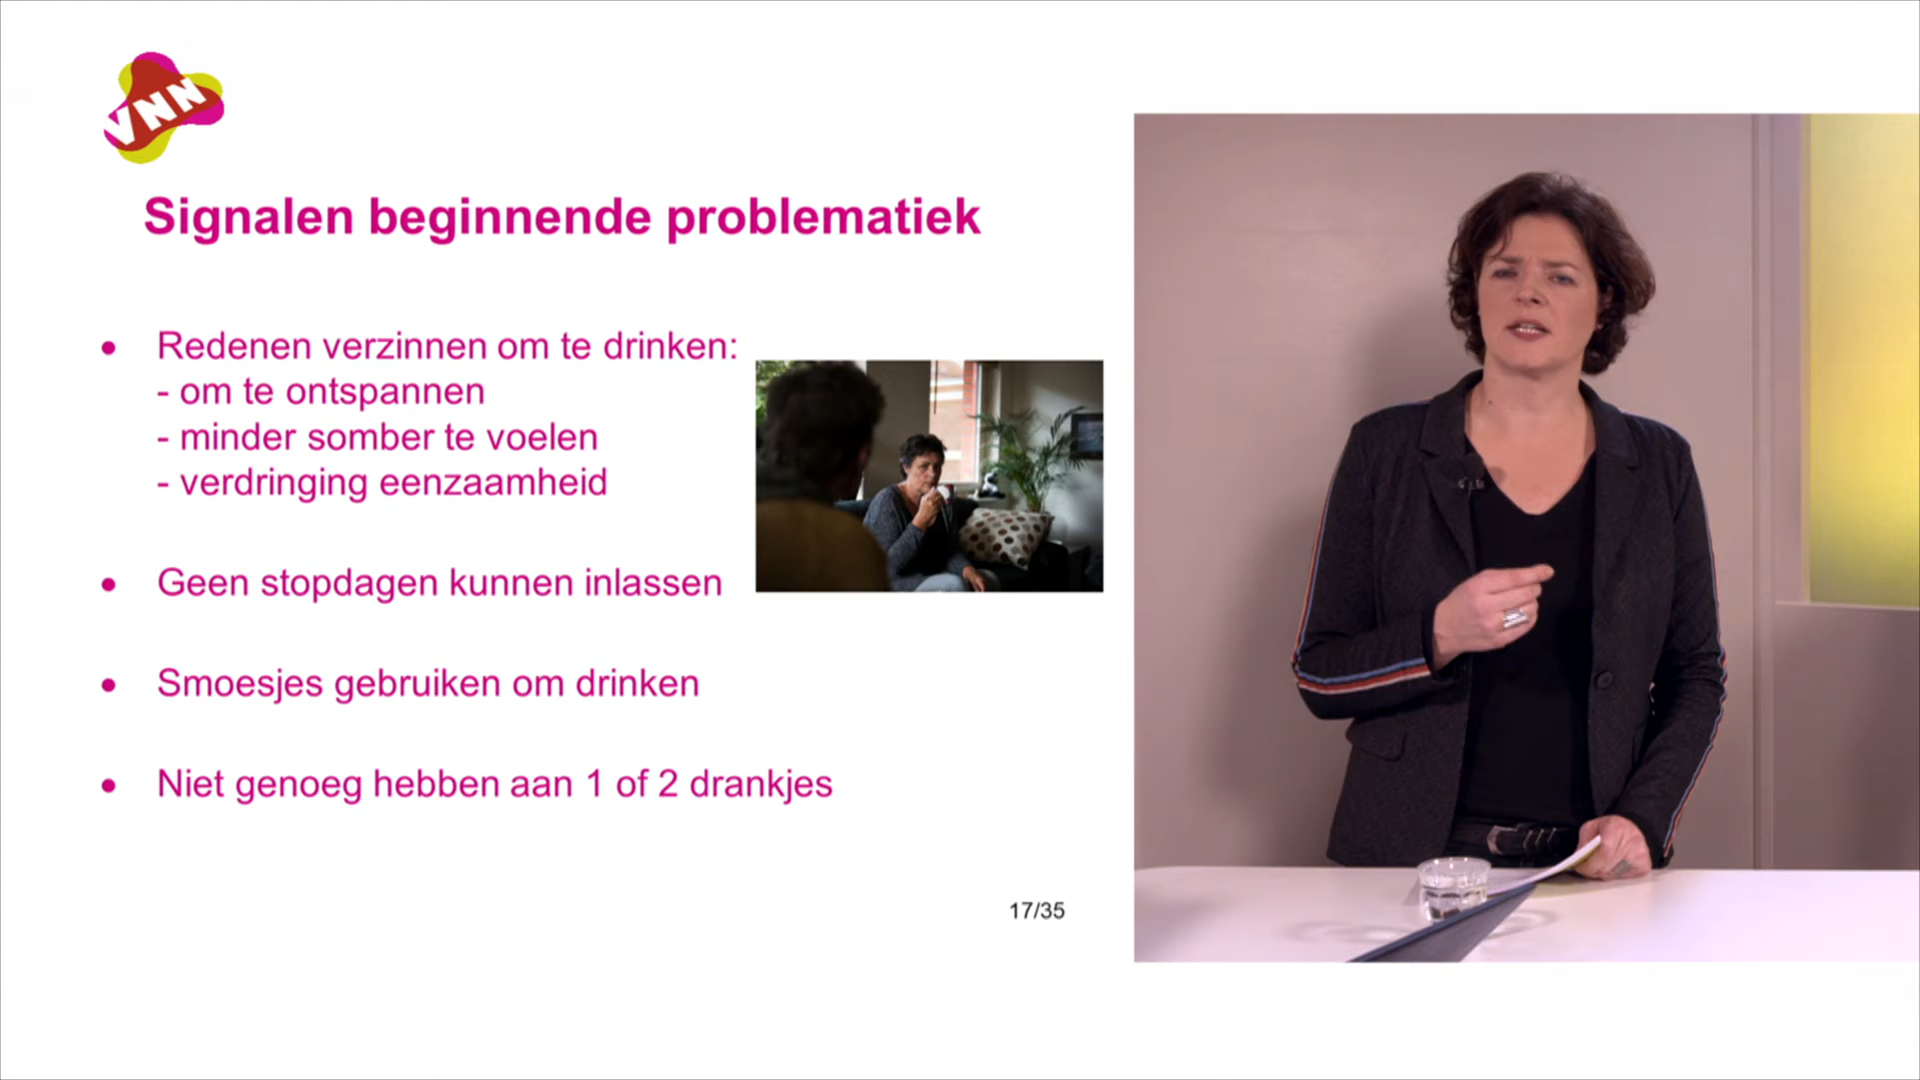 VNN
Signalen beginnende problematiek
• Redenen verzinnen om te drinken:
- om te ontspannen
- minder somber te voelen
- verdringing eenzaamheid
• Geen stopdagen kunnen inlassen
• Smoesjes gebruiken om drinken
• Niet genoeg hebben aan 1 of 2 drankjes
17/35